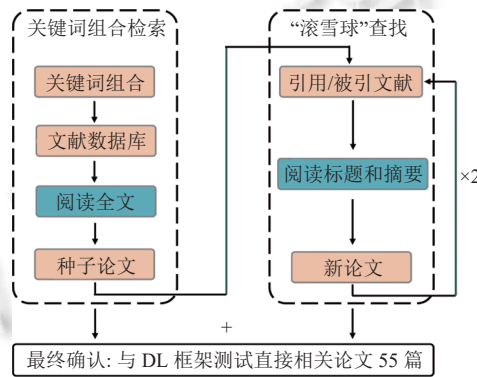 关键词组合检索
关键词组合
文献数据库
阅读全文
种子论文
“滚雪球”查找
引用/被引文献
阅读标题和摘要
新论文
×2
+
最终确认: 与 DL 框架测试直接相关论文 55 篇